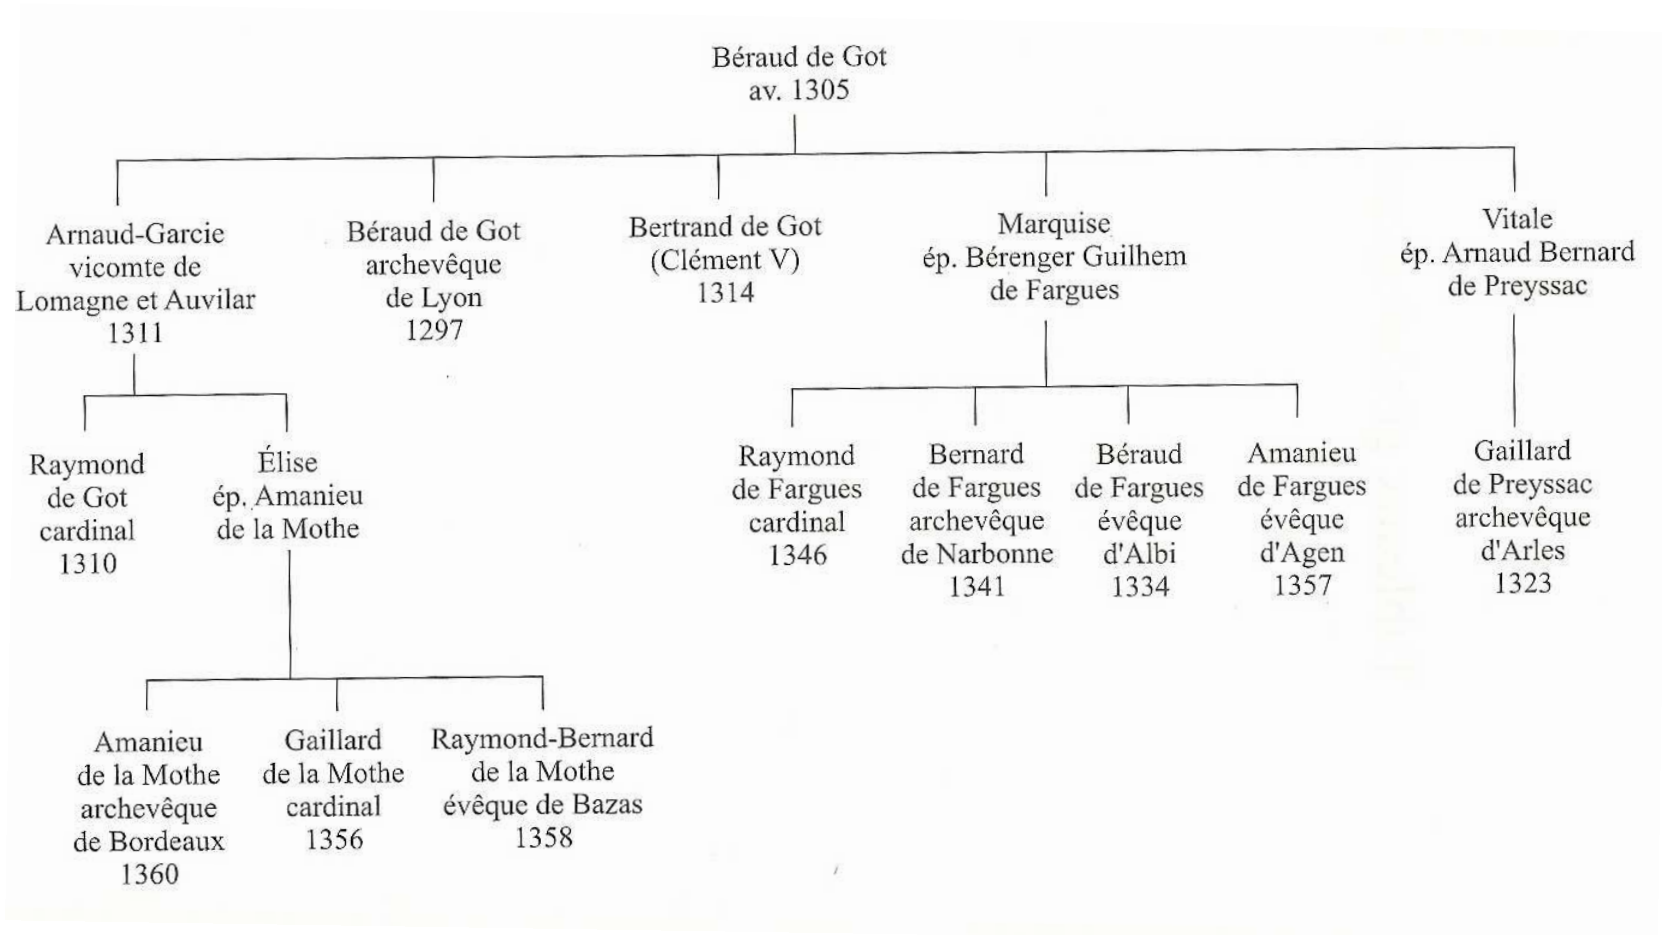 Béraud de Got
av. 1305
Arnaud-Garcie
vicomte de
Lomagne et Auvilar
1311
Béraud de Got
archevêque
de Lyon
1297
Bertrand de Got
(Clément V)
1314
Marquise
ép. Bérenger Guilhem
de Fargues
Vitale
ép. Arnaud Bernard
de Preyssac
Raymond
de Got
cardinal
1310
Élise
ép. Amanieu
de la Mothe
Raymond
de Fargues
cardinal
1346
Bernard
de Fargues
archevêque
de Narbonne
1341
Béraud
de Fargues
évêque
d'Albi
1334
Amanieu
de Fargues
évêque
d'Agen
1357
Gaillard
de Preyssac
archevêque
d'Arles
1323
Amanieu
de la Mothe
archevêque
de Bordeaux
1360
Gaillard
de la Mothe
cardinal
1356
Raymond-Bernard
de la Mothe
évêque de Bazas
1358